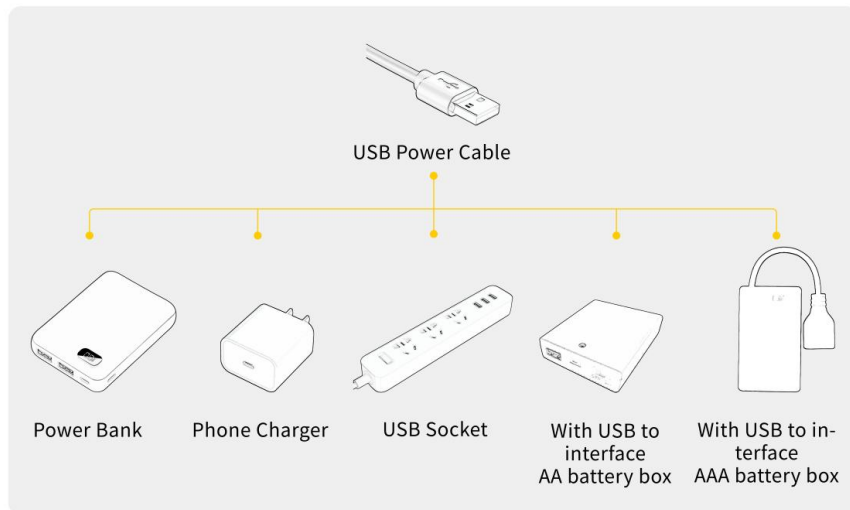 USB Power Cable
Power Bank
Phone Charger
USB Socket
With USB to
interface
AA battery box
With USB to in-
terface
AAA battery box